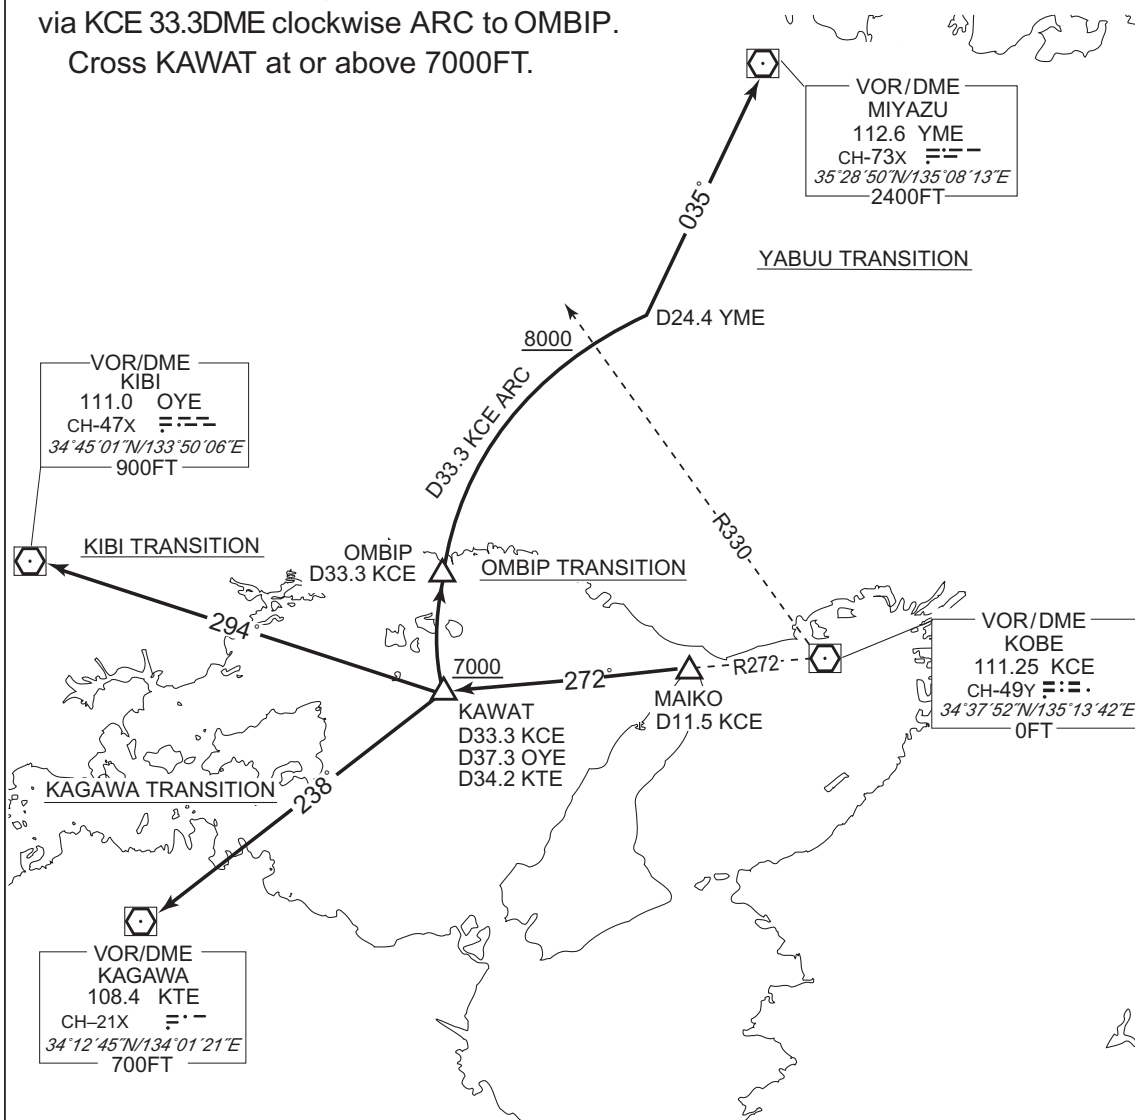 via KCE 33.3DME clockwise ARC to OMBIP.
Cross KAWAT at or above 7000FT.
VOR/DME
MIYAZU
112.6 YME
CH-73X
35°28´50˝N/135°08´13˝E
2400FT
035°
YABUU TRANSITION
D24.4 YME
8000
VOR/DME
KIBI
111.0 OYE
CH-47X
34°45´01˝N/133°50´06˝E
900FT
D33.3 KCE ARC
R330
KIBI TRANSITION
OMBIP
D33.3 KCE
OMBIP TRANSITION
294°
7000
272°
R272
VOR/DME
KOBE
111.25 KCE
CH-49Y
34°37´52˝N/135°13´42˝E
0FT
MAIKO
D11.5 KCE
KAWAT
D33.3 KCE
D37.3 OYE
D34.2 KTE
KAGAWA TRANSITION
238°
VOR/DME
KAGAWA
108.4 KTE
CH–21X
34°12´45˝N/134°01´21˝E
700FT